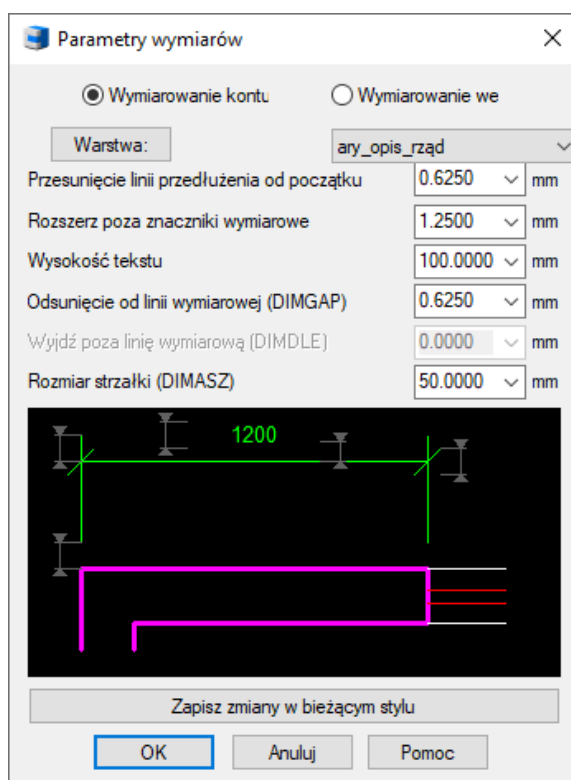 Parametry wymiarów
Wymiarowanie kontu Wymiarowanie we
Warstwa: ary_opis_rząd
Przesunięcie linii przedłużenia od początku 0.6250 mm
Rozszerz poza znaczniki wymiarowe 1.2500 mm
Wysokość tekstu 100.0000 mm
Odsunięcie od linii wymiarowej (DIMGAP) 0.6250 mm
Wyjdź poza linię wymiarową (DIMDLE) 0.0000 mm
Rozmiar strzałki (DIMASZ) 50.0000 mm
1200
Zapisz zmiany w bieżącym stylu
OK Anuluj Pomoc